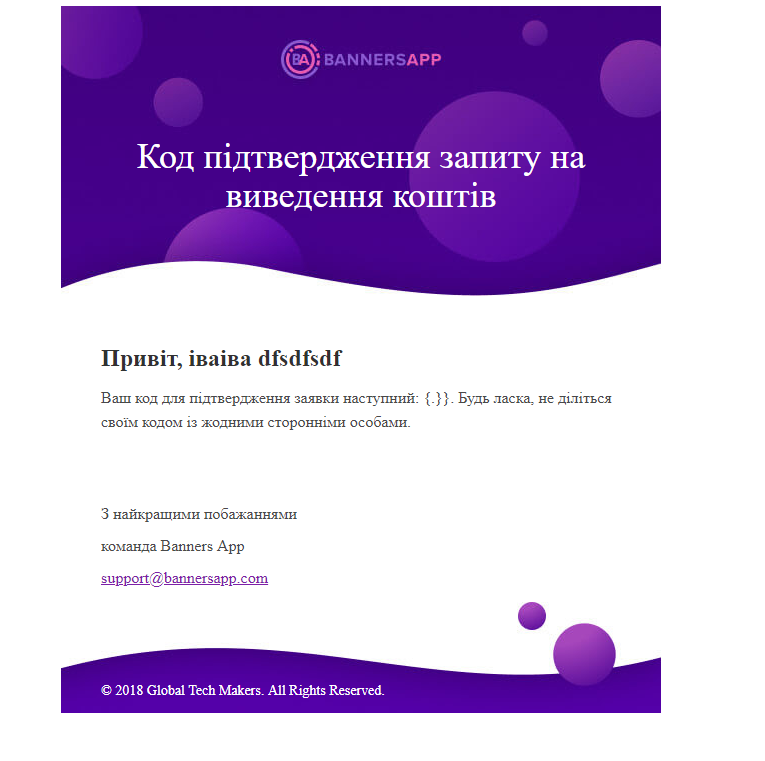 BA BANNERSAPP
Код підтвердження запиту на
виведення коштів
Привіт, іваіва dfsdfsdf
Ваш код для підтвердження заявки наступний: {.}}. Будь ласка, не діліться
своїм кодом із жодними сторонніми особами.
З найкращими побажаннями
команда Banners App
support@bannersapp.com
© 2018 Global Tech Makers. All Rights Reserved.